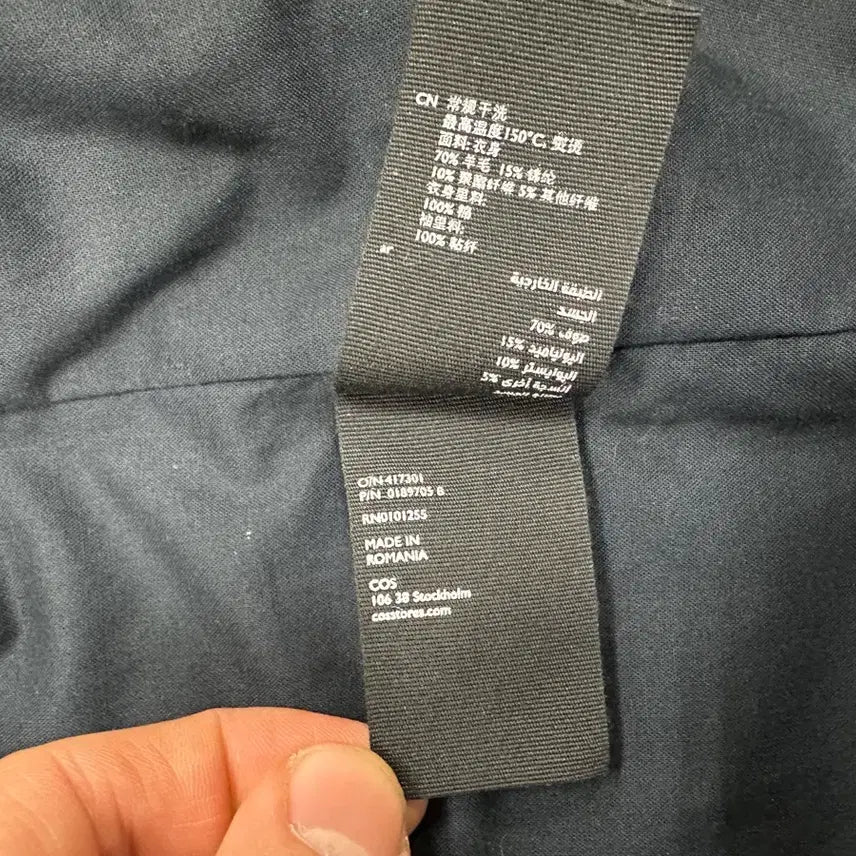 CN 常规干洗
最高温度150°C, 熨烫
面料:衣身
70% 羊毛 15% 锦纶
10% 聚酯纤维 5% 其他纤维
衣身里料:
100% 棉
袖里料:
100% 粘纤
ar
الطبقة الخارجية
الجسد
صوف 70%
البولياميد 15%
البوليستر 10%
أنسجة أخرى 5%
O/N 417301
P/N 0189705 B
RN0101255
MADE IN
ROMANIA
COS
106 38 Stockholm
cosstores.com